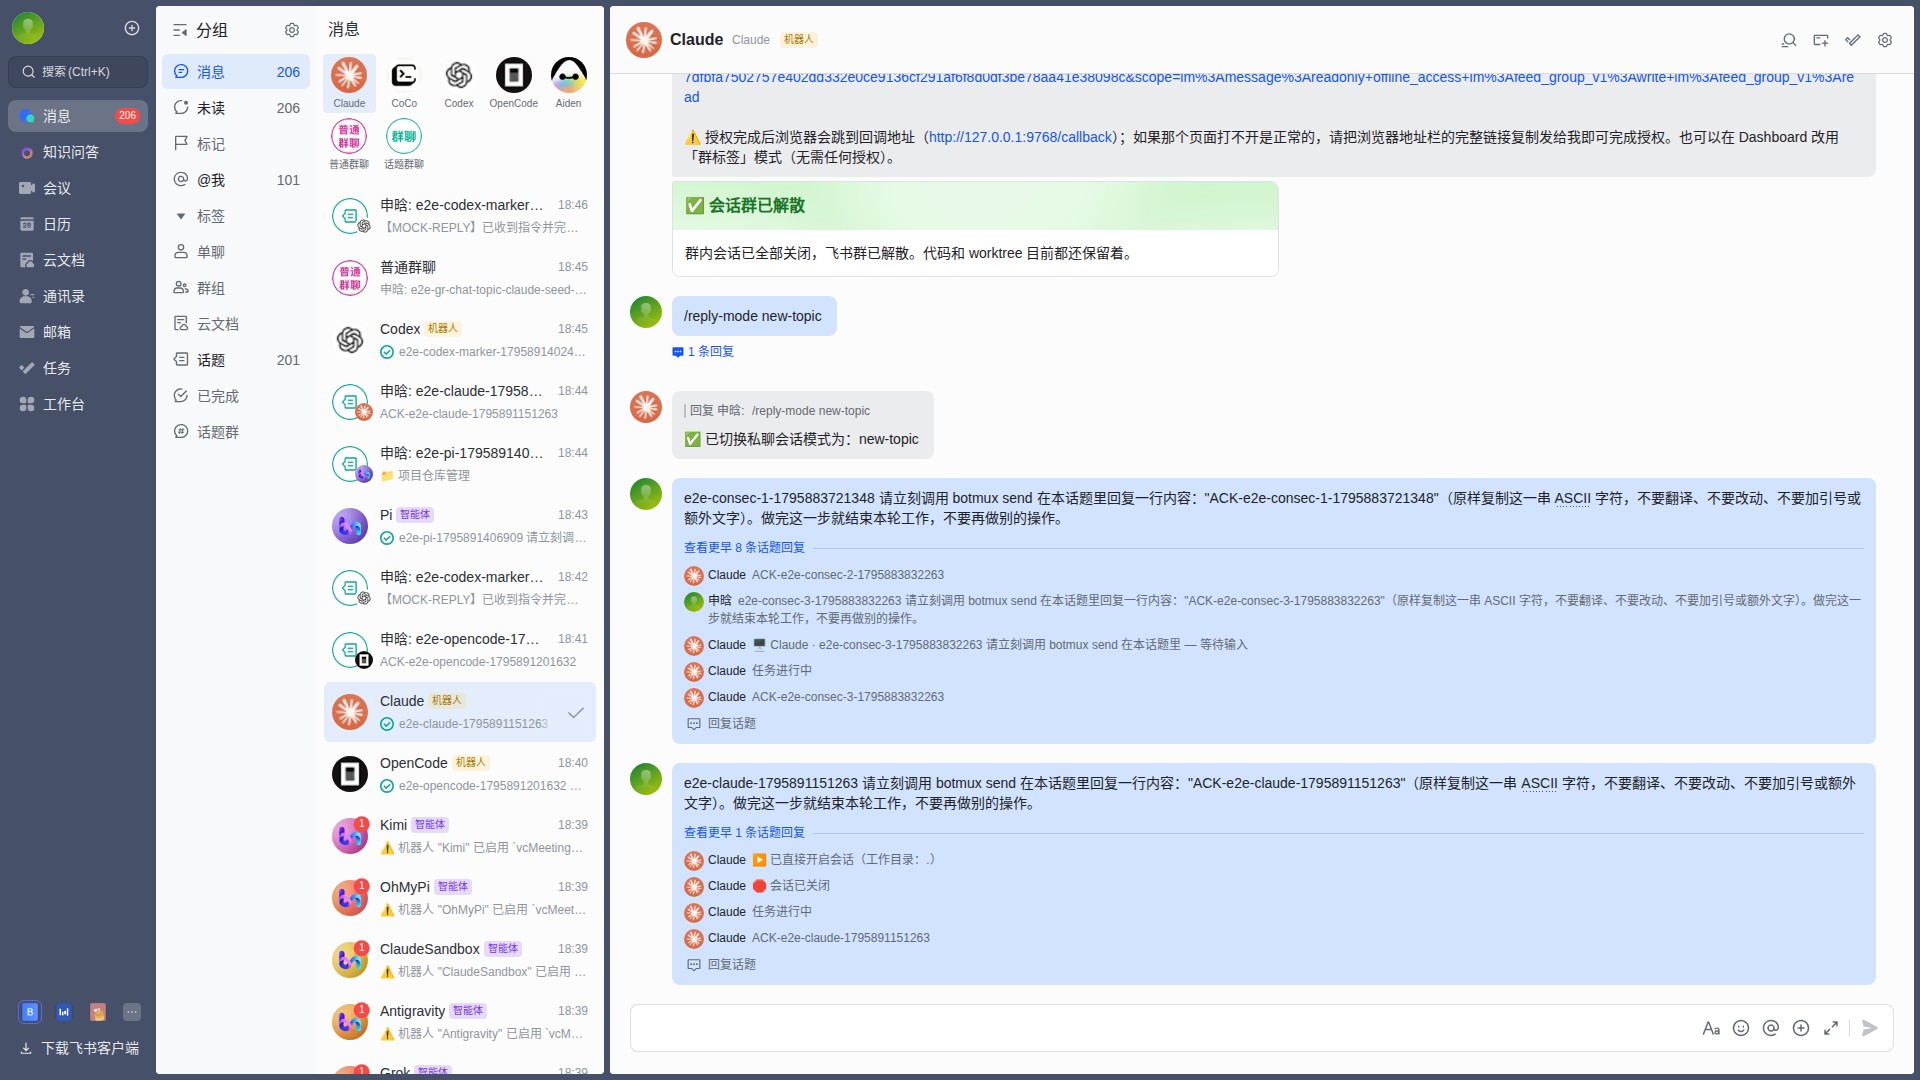 搜索 (Ctrl+K)
消息 206
知识问答
会议
日历
云文档
通讯录
邮箱
任务
工作台
下载飞书客户端
分组
消息 206
未读 206
标记
@我 101
标签
单聊
群组
云文档
话题 201
已完成
话题群
消息
Claude CoCo Codex OpenCode Aiden
普通群聊 群聊
普通群聊 话题群聊
申晗: e2e-codex-marker... 18:46
【MOCK-REPLY】已收到指令并完...
普通群聊
普通群聊 18:45
申晗: e2e-gr-chat-topic-claude-seed-...
Codex 机器人 18:45
e2e-codex-marker-17958914024...
申晗: e2e-claude-17958... 18:44
ACK-e2e-claude-1795891151263
申晗: e2e-pi-179589140... 18:44
📁 项目仓库管理
Pi 智能体 18:43
e2e-pi-1795891406909 请立刻调...
申晗: e2e-codex-marker... 18:42
【MOCK-REPLY】已收到指令并完...
申晗: e2e-opencode-17... 18:41
ACK-e2e-opencode-1795891201632
Claude 机器人
e2e-claude-1795891151263
OpenCode 机器人 18:40
e2e-opencode-1795891201632 ...
1
Kimi 智能体 18:39
⚠️ 机器人 "Kimi" 已启用 `vcMeeting...
1
OhMyPi 智能体 18:39
⚠️ 机器人 "OhMyPi" 已启用 `vcMeet...
1
ClaudeSandbox 智能体 18:39
⚠️ 机器人 "ClaudeSandbox" 已启用 ...
1
Antigravity 智能体 18:39
⚠️ 机器人 "Antigravity" 已启用 `vcM...
1
Grok 智能体 18:39
Claude Claude 机器人
7dfbfa7502757e402dd332e0ce9136cf291af6f8d0df3be78aa41e38098c&scope=im%3Amessage%3Areadonly+offline_access+im%3Afeed_group_v1%3Awrite+im%3Afeed_group_v1%3Are
ad
⚠️ 授权完成后浏览器会跳到回调地址（http://127.0.0.1:9768/callback）；如果那个页面打不开是正常的，请把浏览器地址栏的完整链接复制发给我即可完成授权。也可以在 Dashboard 改用
「群标签」模式（无需任何授权）。
✅ 会话群已解散
群内会话已全部关闭，飞书群已解散。代码和 worktree 目前都还保留着。
/reply-mode new-topic
1 条回复
回复 申晗: /reply-mode new-topic
✅ 已切换私聊会话模式为：new-topic
e2e-consec-1-1795883721348 请立刻调用 botmux send 在本话题里回复一行内容："ACK-e2e-consec-1-1795883721348"（原样复制这一串 ASCII 字符，不要翻译、不要改动、不要加引号或
额外文字）。做完这一步就结束本轮工作，不要再做别的操作。
查看更早 8 条话题回复
Claude ACK-e2e-consec-2-1795883832263
申晗 e2e-consec-3-1795883832263 请立刻调用 botmux send 在本话题里回复一行内容："ACK-e2e-consec-3-1795883832263"（原样复制这一串 ASCII 字符，不要翻译、不要改动、不要加引号或额外文字）。做完这一
步就结束本轮工作，不要再做别的操作。
Claude 🖥️ Claude · e2e-consec-3-1795883832263 请立刻调用 botmux send 在本话题里 — 等待输入
Claude 任务进行中
Claude ACK-e2e-consec-3-1795883832263
回复话题
e2e-claude-1795891151263 请立刻调用 botmux send 在本话题里回复一行内容："ACK-e2e-claude-1795891151263"（原样复制这一串 ASCII 字符，不要翻译、不要改动、不要加引号或额外
文字）。做完这一步就结束本轮工作，不要再做别的操作。
查看更早 1 条话题回复
Claude ▶️ 已直接开启会话（工作目录：.）
Claude 🛑 会话已关闭
Claude 任务进行中
Claude ACK-e2e-claude-1795891151263
回复话题
Aa